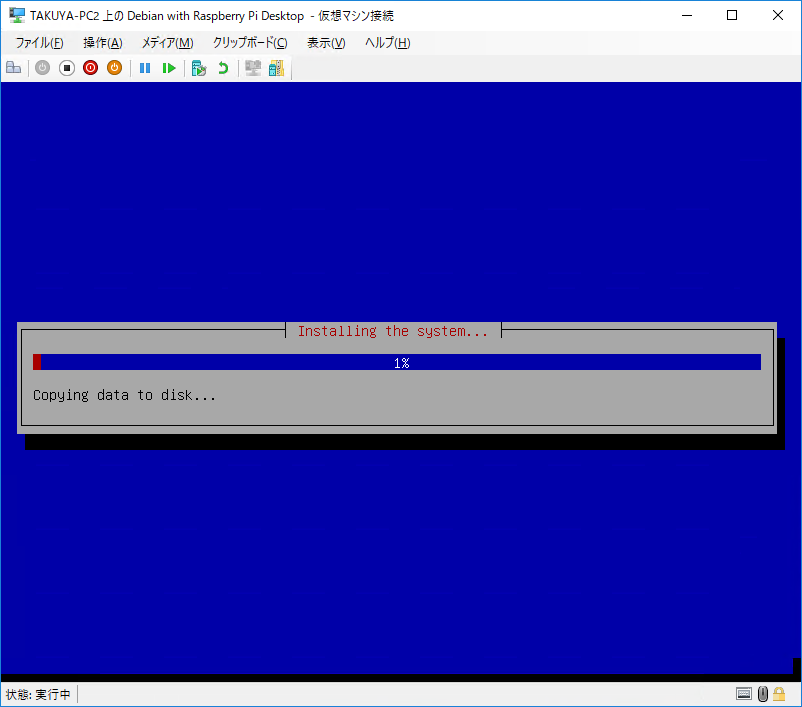 TAKUYA-PC2 上の Debian with Raspberry Pi Desktop - 仮想マシン接続
ファイル(F) 操作(A) メディア(M) クリップボード(C) 表示(V) ヘルプ(H)
Installing the system...
1%
Copying data to disk...
状態: 実行中